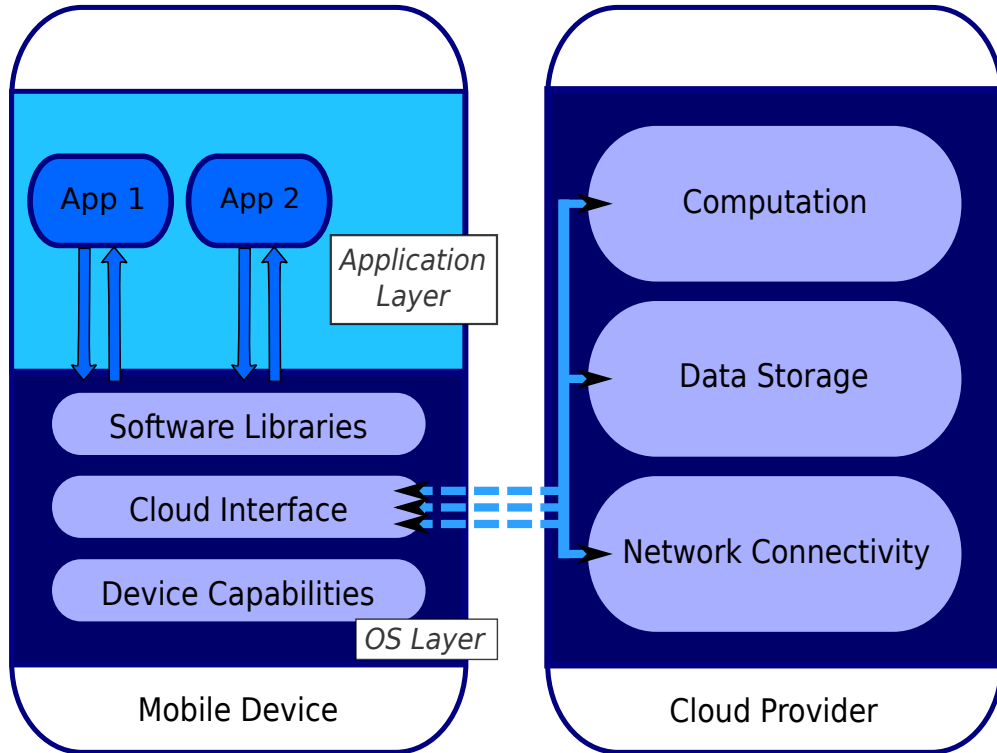 App 1
App 2
Application
Layer
Software Libraries
Cloud Interface
Device Capabilities
OS Layer
Mobile Device
Computation
Data Storage
Network Connectivity
Cloud Provider